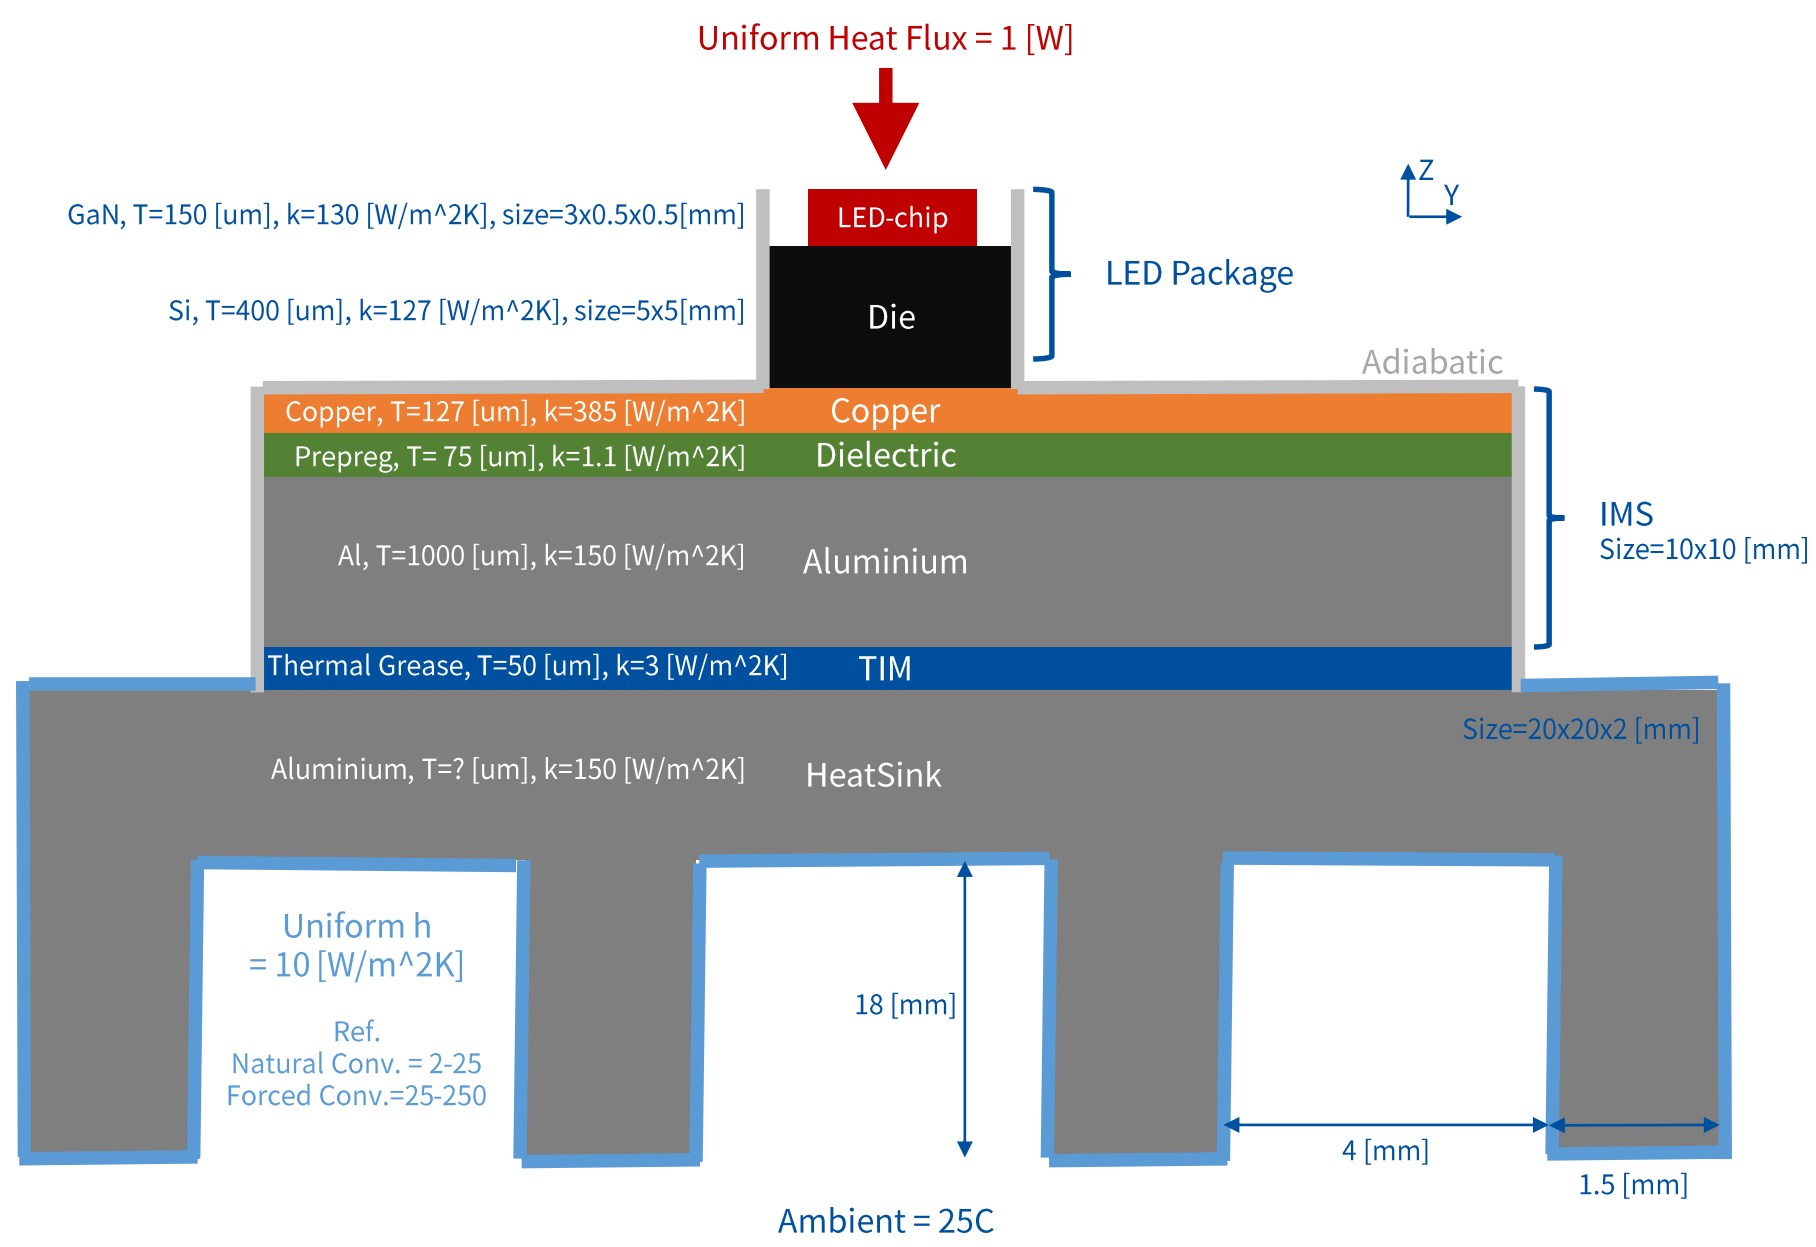 Uniform Heat Flux = 1 [W]
Z
Y
GaN, T=150 [um], k=130 [W/m^2K], size=3x0.5x0.5[mm]
LED-chip
LED Package
Si, T=400 [um], k=127 [W/m^2K], size=5x5[mm]
Die
Adiabatic
Copper, T=127 [um], k=385 [W/m^2K]
Copper
Prepreg, T= 75 [um], k=1.1 [W/m^2K]
Dielectric
IMS
Size=10x10 [mm]
Al, T=1000 [um], k=150 [W/m^2K]
Aluminium
Thermal Grease, T=50 [um], k=3 [W/m^2K]
TIM
Size=20x20x2 [mm]
Aluminium, T=? [um], k=150 [W/m^2K]
HeatSink
Uniform h
= 10 [W/m^2K]
Ref.
Natural Conv. = 2-25
Forced Conv.=25-250
18 [mm]
4 [mm]
1.5 [mm]
Ambient = 25C